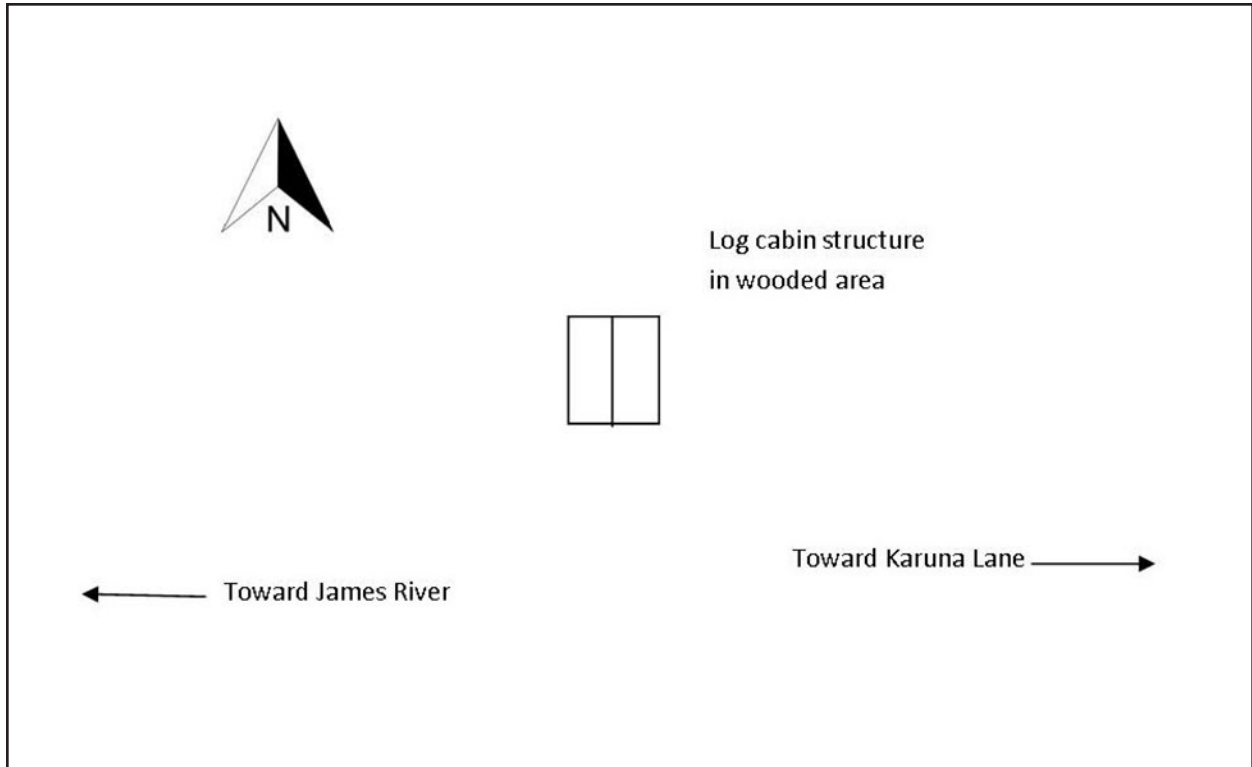 N
Log cabin structure
in wooded area
Toward Karuna Lane
Toward James River